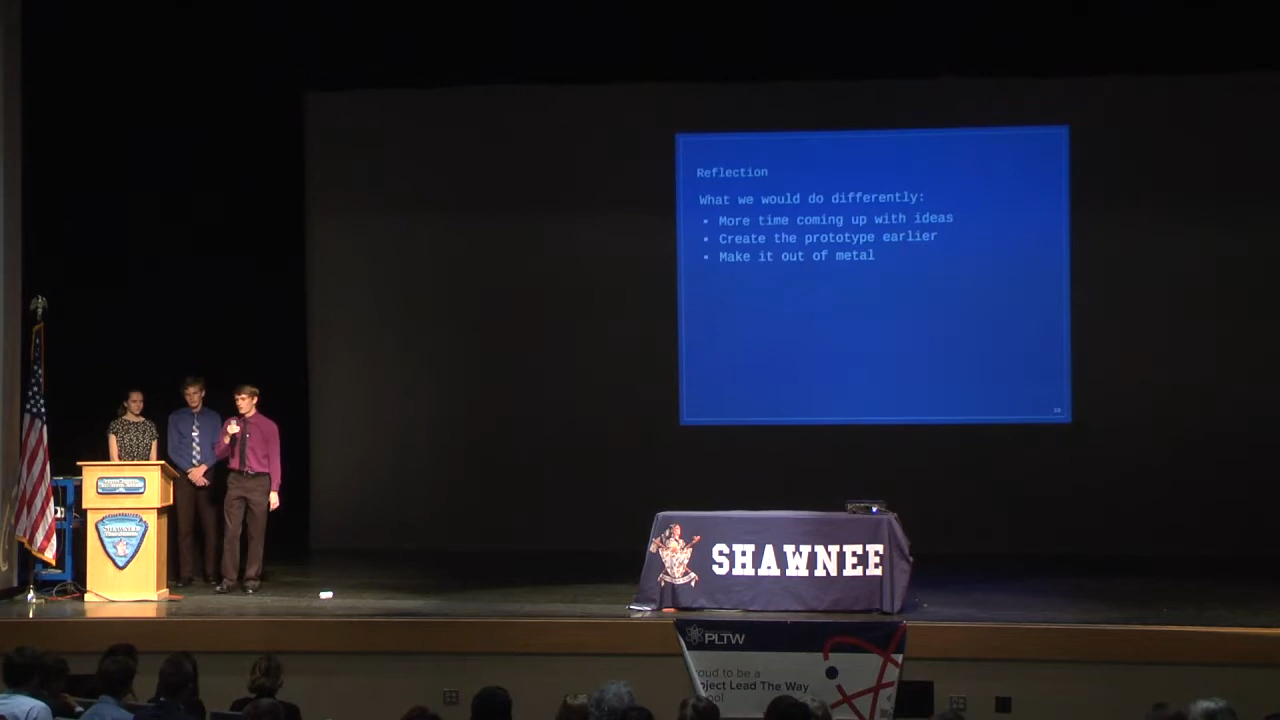 Reflection
What we would do differently:
▪ More time coming up with ideas
▪ Create the prototype earlier
▪ Make it out of metal
SHAWNEE
SHAWNEE
PLTW
oud to be a
oject Lead The Way
ool